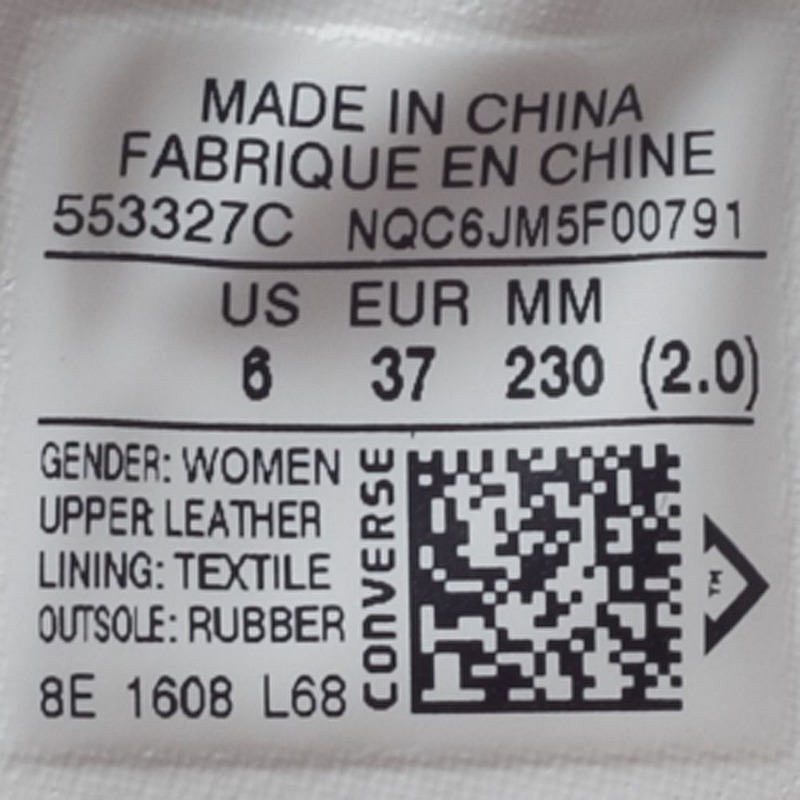 MADE IN CHINA
FABRIQUE EN CHINE
553327C NQC6JM5F00791
US EUR MM
6 37 230 (2.0)
GENDER: WOMEN
UPPER: LEATHER
LINING: TEXTILE
OUTSOLE: RUBBER
8E 1608 L68
CONVERSE
TM